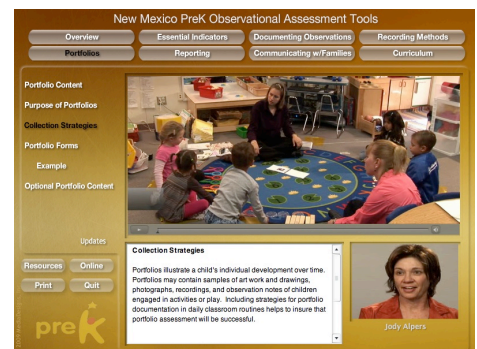 New Mexico PreK Observational Assessment Tools
Overview
Essential Indicators
Documenting Observations
Recording Methods
Portfolios
Reporting
Communicating w/Families
Curriculum
Portfolio Content
Purpose of Portfolios
Collection Strategies
Portfolio Forms
Example
Optional Portfolio Content
Updates
Resources
Online
Print
Quit
prek
Collection Strategies
Portfolios illustrate a child's individual development over time.
Portfolios may contain samples of art work and drawings,
photographs, recordings, and observation notes of children
engaged in activities or play. Including strategies for portfolio
documentation in daily classroom routines helps to insure that
portfolio assessment will be successful.
Jody Alpers